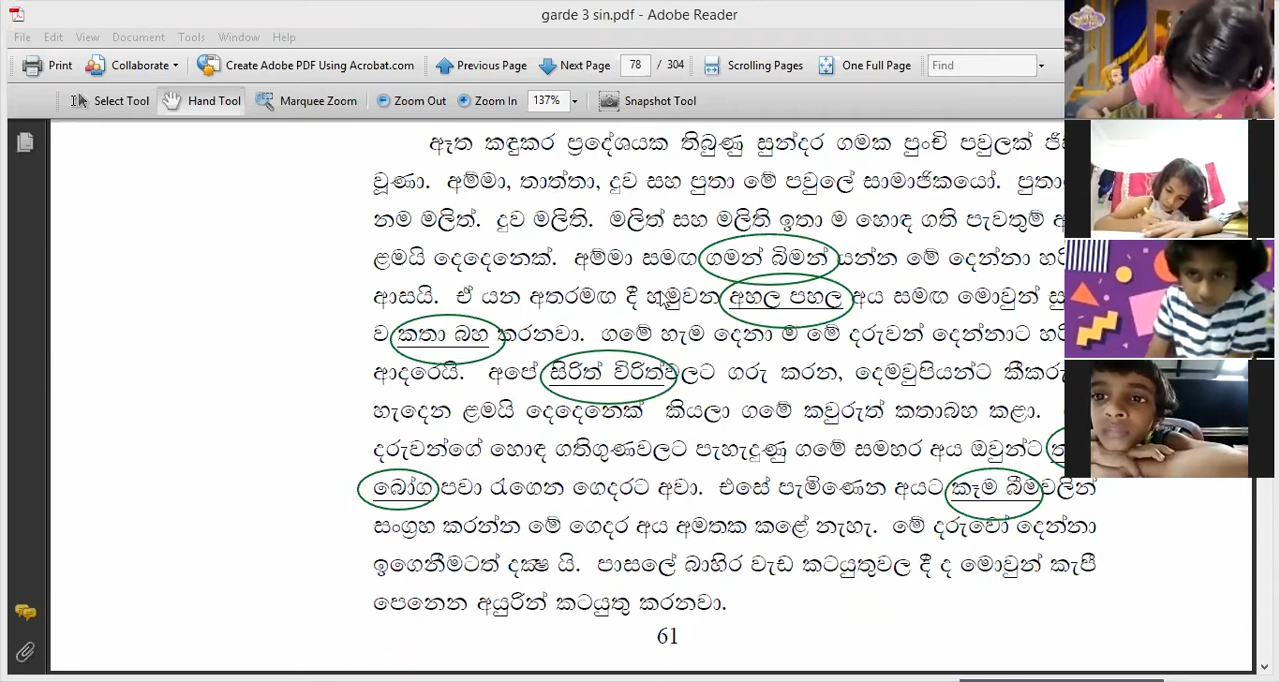 garde 3 sin.pdf - Adobe Reader
File Edit View Document Tools Window Help
Print Collaborate Create Adobe PDF Using Acrobat.com Previous Page Next Page 78 / 304 Scrolling Pages One Full Page Find
Select Tool Hand Tool Marquee Zoom Zoom Out Zoom In 137% Snapshot Tool
ඈත කඳුකර ප්‍රදේශයක තිබුණු සුන්දර ගමක පුංචි පවුලක්
වූණා. අම්මා, තාත්තා, දුව සහ පුතා මේ පවුලේ සාමාජිකයෝ.
නම මලිත්. දුව මලිති. මලිත් සහ මලිති ඉතා ම හොඳ ගති පැවතුම්
ළමයි දෙදෙනෙක්. අම්මා සමඟ ගමන් බිමන් යන්න මේ දෙන්නා
ආසයි. ඒ යන අතරමඟ දී හමුවන අහල පහල අය සමඟ මොවුන්
ව කතා බහ කරනවා. ගමේ හැම දෙනා ම මේ දරුවන් දෙන්නාට
ආදරෙයි. අපේ සිරිත් විරිත්වලට ගරු කරන, දෙමවුපියන්ට
හැදෙන ළමයි දෙදෙනෙක් කියලා ගමේ කවුරුත් කතාබහ කළා.
දරුවන්ගේ හොඳ ගතිගුණවලට පැහැදුණු ගමේ සමහර අය ඔවුන්ට
බෝග පවා රැගෙන ගෙදරට අවා. එසේ පැමිණෙන අයට කෑම බීමවලින්
සංග්‍රහ කරන්න මේ ගෙදර අය අමතක කළේ නැහැ. මේ දරුවෝ දෙන්නා
ඉගෙනීමටත් දක්‍ෂ යි. පාසලේ බාහිර වැඩ කටයුතුවල දී ද මොවුන් කැපී
පෙනෙන අයුරින් කටයුතු කරනවා.
61